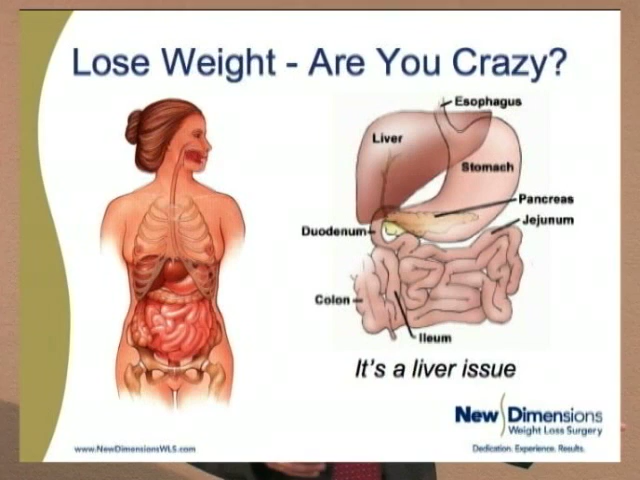 Lose Weight - Are You Crazy?
Esophagus
Liver
Stomach
Pancreas
Jejunum
Duodenum
Colon
Ileum
It's a liver issue
New Dimensions
Weight Loss Surgery
www.NewDimensionsWLS.com
Dedication. Experience. Results.